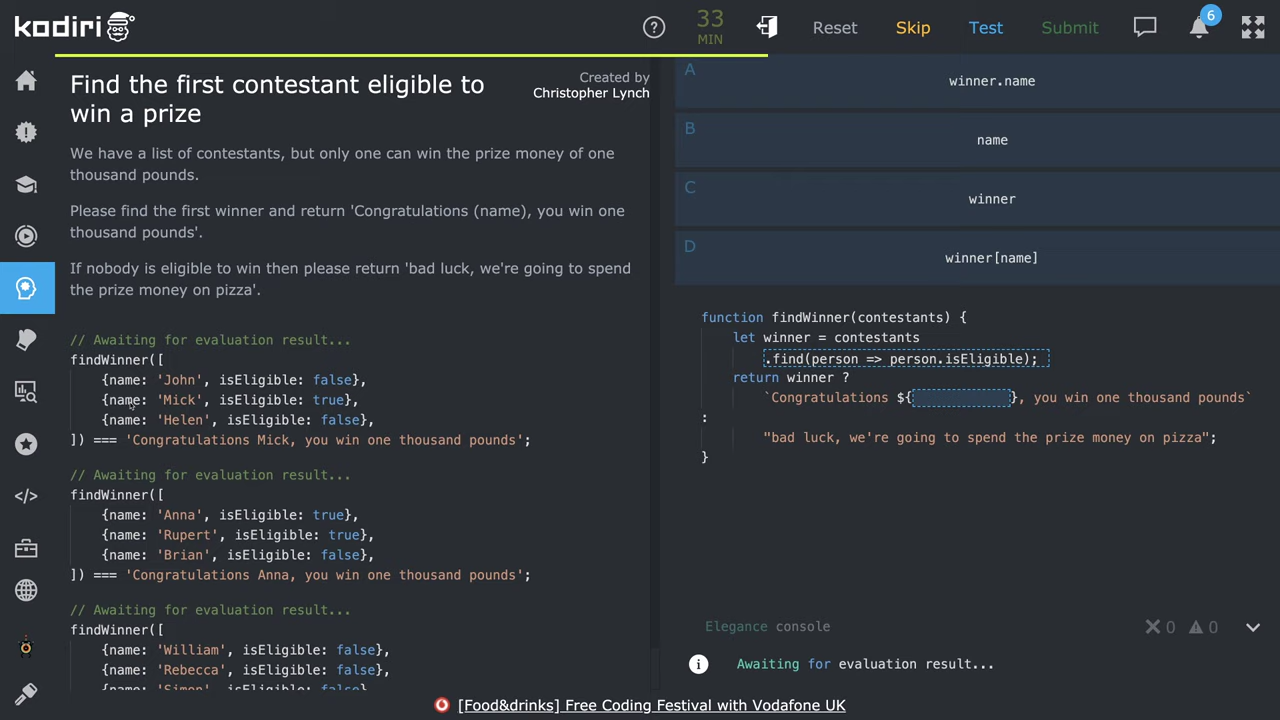 kodiri
33
MIN
Reset
Skip
Test
Submit
6
Find the first contestant eligible to
win a prize
Created by
Christopher Lynch
We have a list of contestants, but only one can win the prize money of one
thousand pounds.
Please find the first winner and return 'Congratulations (name), you win one
thousand pounds'.
If nobody is eligible to win then please return 'bad luck, we're going to spend
the prize money on pizza'.
// Awaiting for evaluation result...
findWinner([
{name: 'John', isEligible: false},
{name: 'Mick', isEligible: true},
{name: 'Helen', isEligible: false},
]) === 'Congratulations Mick, you win one thousand pounds';
// Awaiting for evaluation result...
findWinner([
{name: 'Anna', isEligible: true},
{name: 'Rupert', isEligible: true},
{name: 'Brian', isEligible: false},
]) === 'Congratulations Anna, you win one thousand pounds';
// Awaiting for evaluation result...
findWinner([
{name: 'William', isEligible: false},
{name: 'Rebecca', isEligible: false},
{name: 'Simon', isEligible: false},
A
winner.name
B
name
C
winner
D
winner[name]
function findWinner(contestants) {
let winner = contestants
.find(person => person.isEligible);
return winner ?
`Congratulations ${ }, you win one thousand pounds`
:
"bad luck, we're going to spend the prize money on pizza";
}
Elegance console
0 0
Awaiting for evaluation result...
[Food&drinks] Free Coding Festival with Vodafone UK